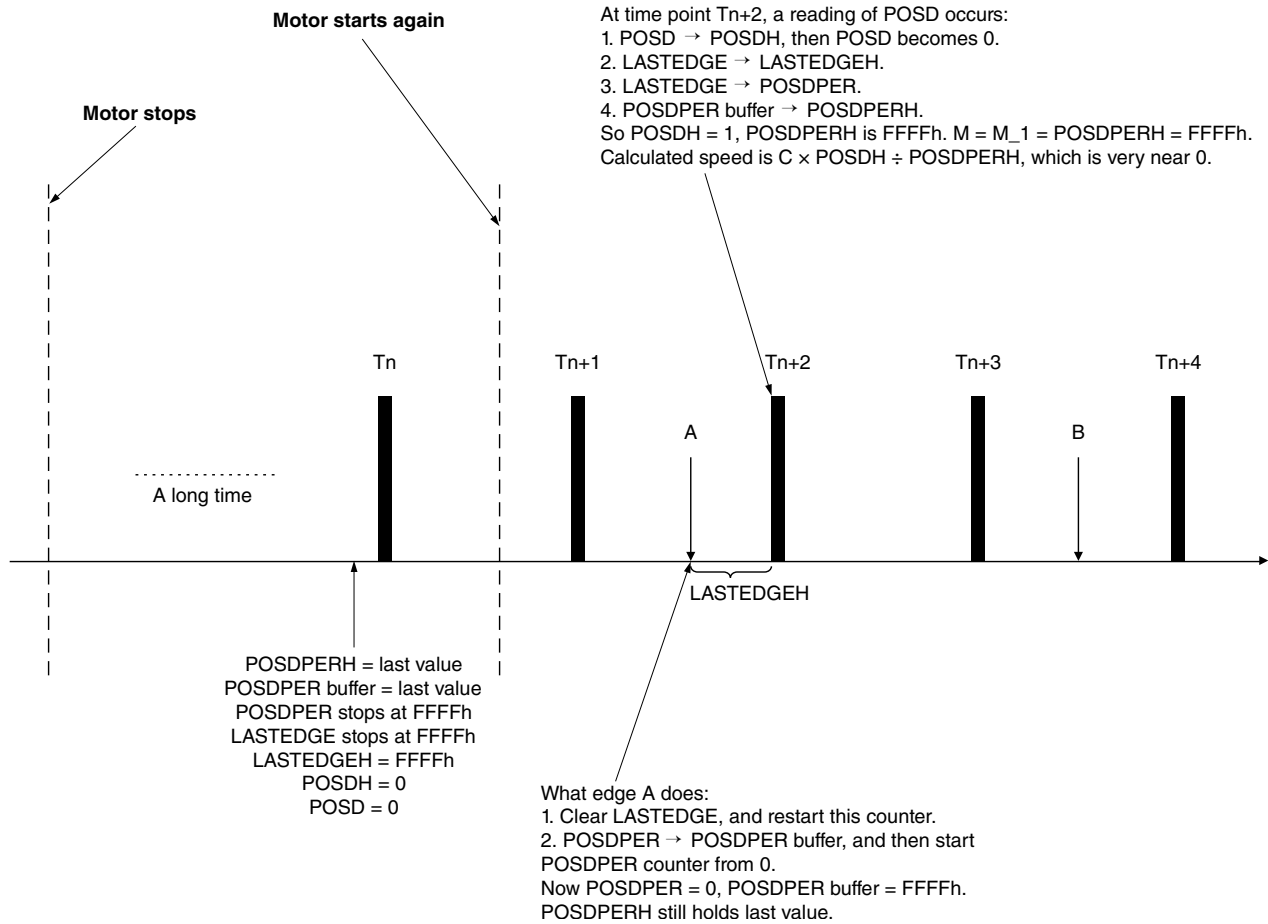 Motor starts again
Motor stops
At time point Tn+2, a reading of POSD occurs:
1. POSD → POSDH, then POSD becomes 0.
2. LASTEDGE → LASTEDGEH.
3. LASTEDGE → POSDPER.
4. POSDPER buffer → POSDPERH.
So POSDH = 1, POSDPERH is FFFFh. M = M_1 = POSDPERH = FFFFh.
Calculated speed is C × POSDH ÷ POSDPERH, which is very near 0.
Tn
Tn+1
Tn+2
Tn+3
Tn+4
A
B
A long time
LASTEDGEH
POSDPERH = last value
POSDPER buffer = last value
POSDPER stops at FFFFh
LASTEDGE stops at FFFFh
LASTEDGEH = FFFFh
POSDH = 0
POSD = 0
What edge A does:
1. Clear LASTEDGE, and restart this counter.
2. POSDPER → POSDPER buffer, and then start
POSDPER counter from 0.
Now POSDPER = 0, POSDPER buffer = FFFFh.
POSDPERH still holds last value.